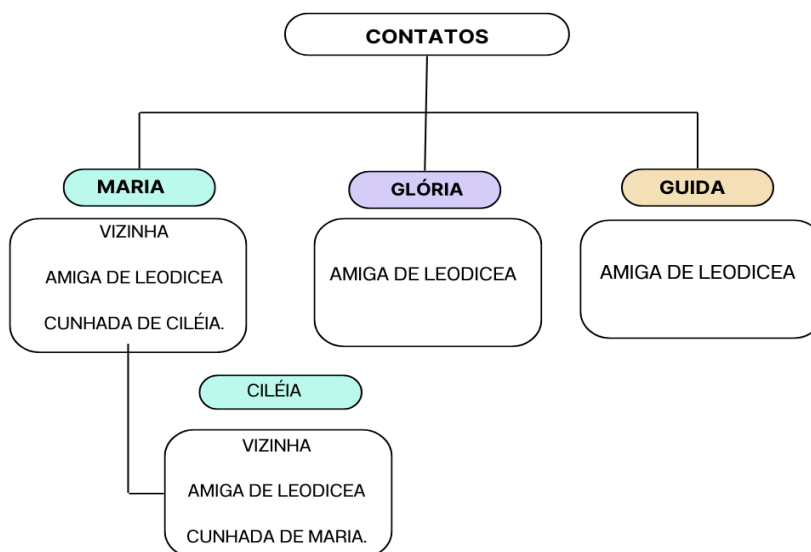 CONTATOS
MARIA
VIZINHA
AMIGA DE LEODICEA
CUNHADA DE CILÉIA.
GLÓRIA
AMIGA DE LEODICEA
GUIDA
AMIGA DE LEODICEA
CILÉIA
VIZINHA
AMIGA DE LEODICEA
CUNHADA DE MARIA.